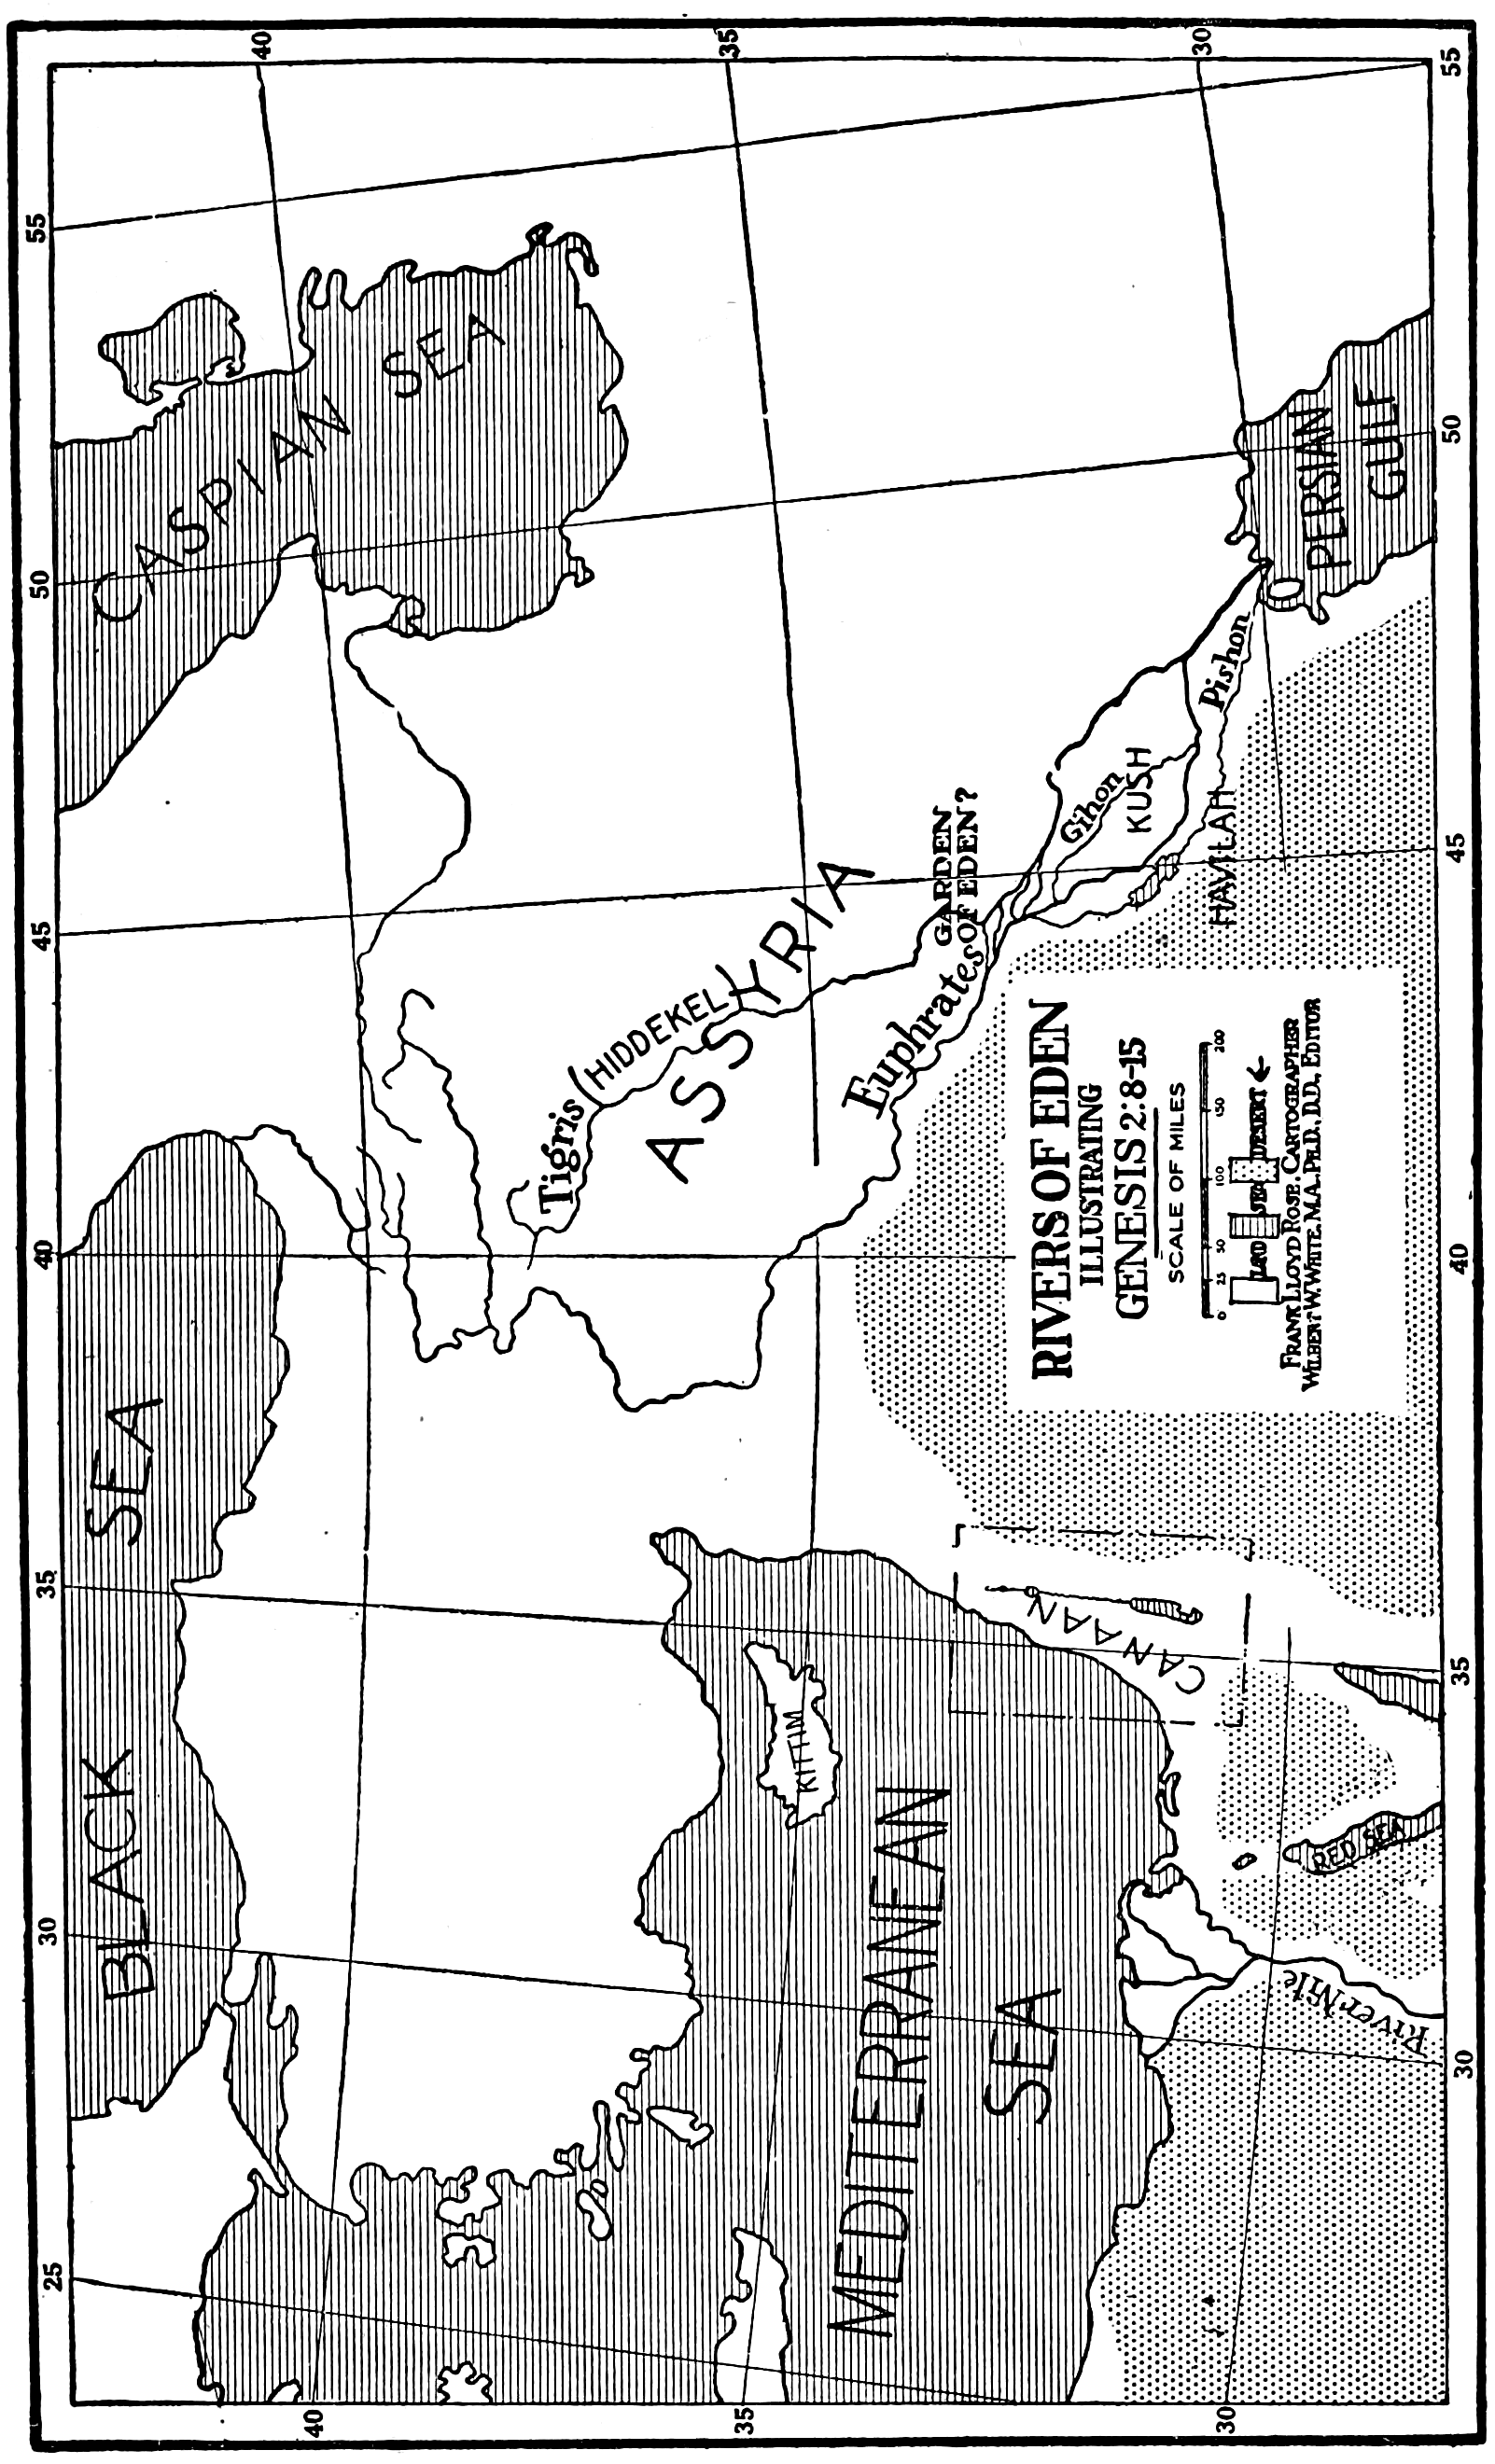 BLACK SEA
CASPIAN SEA
Tigris (HIDDEKEL)
ASSYRIA
Euphrates
GARDEN
OF EDEN?
Gihon
KUSH
Pishon
HAVILAH
PERSIAN
GULF
KITTIM
MEDITERRANEAN
SEA
CANAAN
RED SEA
River Nile
RIVERS OF EDEN
ILLUSTRATING
GENESIS 2:8-15
SCALE OF MILES
0 25 50 100 150 200
LAND SEA DESERT
FRANK LLOYD ROSE. CARTOGRAPHER
WILBERT W. WHITE. M.A. PH.D., D.D., EDITOR
25 30 35 40 45 50 55
40 35 30
40 35 30
30 35 40 45 50 55